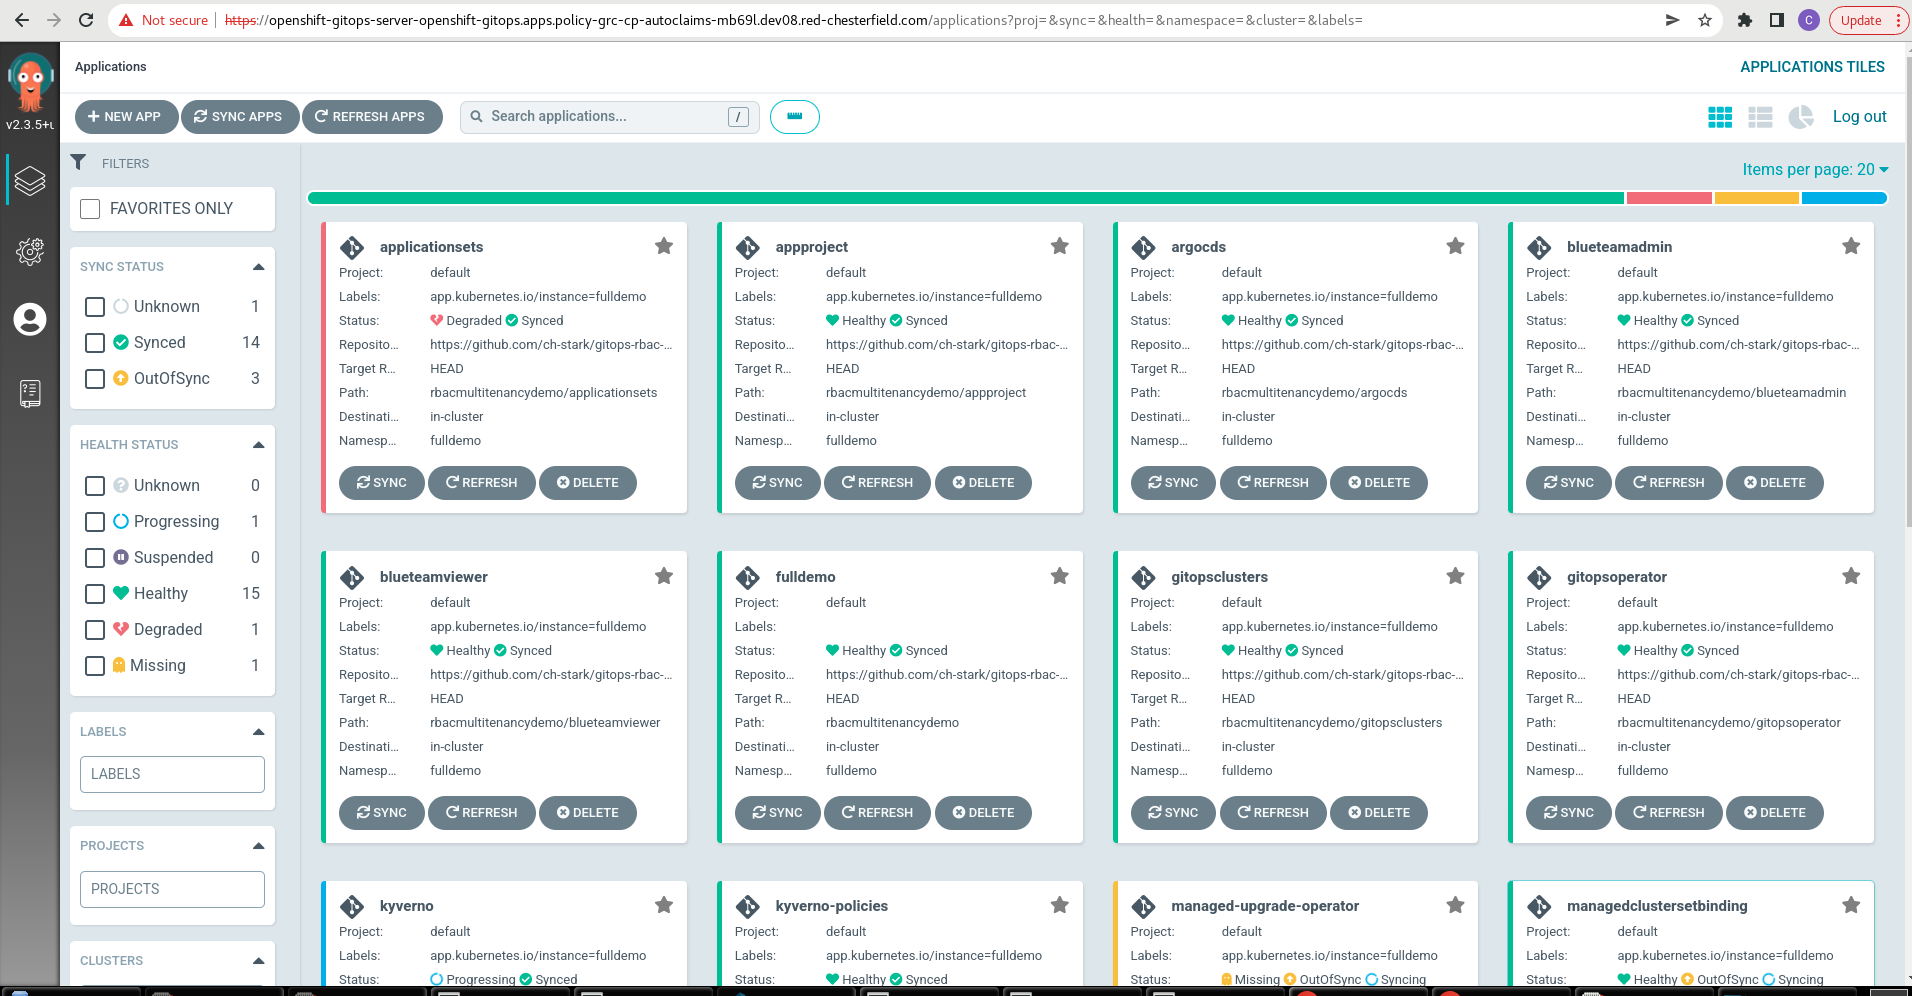 Not secure
https://openshift-gitops-server-openshift-gitops.apps.policy-grc-cp-autoclaims-mb69l.dev08.red-chesterfield.com/applications?proj=&sync=&health=&namespace=&cluster=&labels=
C
Update
v2.3.5+u
Applications
APPLICATIONS TILES
NEW APP
SYNC APPS
REFRESH APPS
Search applications...
/
Log out
FILTERS
FAVORITES ONLY
SYNC STATUS
Unknown 1
Synced 14
OutOfSync 3
HEALTH STATUS
Unknown 0
Progressing 1
Suspended 0
Healthy 15
Degraded 1
Missing 1
LABELS
LABELS
PROJECTS
PROJECTS
CLUSTERS
Items per page: 20
applicationsets
Project: default
Labels: app.kubernetes.io/instance=fulldemo
Status: Degraded Synced
Reposito... https://github.com/ch-stark/gitops-rbac-...
Target R... HEAD
Path: rbacmultitenancydemo/applicationsets
Destinati... in-cluster
Namesp... fulldemo
SYNC REFRESH DELETE
appproject
Project: default
Labels: app.kubernetes.io/instance=fulldemo
Status: Healthy Synced
Reposito... https://github.com/ch-stark/gitops-rbac-...
Target R... HEAD
Path: rbacmultitenancydemo/appproject
Destinati... in-cluster
Namesp... fulldemo
SYNC REFRESH DELETE
argocds
Project: default
Labels: app.kubernetes.io/instance=fulldemo
Status: Healthy Synced
Reposito... https://github.com/ch-stark/gitops-rbac-...
Target R... HEAD
Path: rbacmultitenancydemo/argocds
Destinati... in-cluster
Namesp... fulldemo
SYNC REFRESH DELETE
blueteamadmin
Project: default
Labels: app.kubernetes.io/instance=fulldemo
Status: Healthy Synced
Reposito... https://github.com/ch-stark/gitops-rbac-...
Target R... HEAD
Path: rbacmultitenancydemo/blueteamadmin
Destinati... in-cluster
Namesp... fulldemo
SYNC REFRESH DELETE
blueteamviewer
Project: default
Labels: app.kubernetes.io/instance=fulldemo
Status: Healthy Synced
Reposito... https://github.com/ch-stark/gitops-rbac-...
Target R... HEAD
Path: rbacmultitenancydemo/blueteamviewer
Destinati... in-cluster
Namesp... fulldemo
SYNC REFRESH DELETE
fulldemo
Project: default
Labels:
Status: Healthy Synced
Reposito... https://github.com/ch-stark/gitops-rbac-...
Target R... HEAD
Path: rbacmultitenancydemo
Destinati... in-cluster
Namesp... fulldemo
SYNC REFRESH DELETE
gitopsclusters
Project: default
Labels: app.kubernetes.io/instance=fulldemo
Status: Healthy Synced
Reposito... https://github.com/ch-stark/gitops-rbac-...
Target R... HEAD
Path: rbacmultitenancydemo/gitopsclusters
Destinati... in-cluster
Namesp... fulldemo
SYNC REFRESH DELETE
gitopsoperator
Project: default
Labels: app.kubernetes.io/instance=fulldemo
Status: Healthy Synced
Reposito... https://github.com/ch-stark/gitops-rbac-...
Target R... HEAD
Path: rbacmultitenancydemo/gitopsoperator
Destinati... in-cluster
Namesp... fulldemo
SYNC REFRESH DELETE
kyverno
Project: default
Labels: app.kubernetes.io/instance=fulldemo
Status: Progressing Synced
kyverno-policies
Project: default
Labels: app.kubernetes.io/instance=fulldemo
Status: Healthy Synced
managed-upgrade-operator
Project: default
Labels: app.kubernetes.io/instance=fulldemo
Status: Missing OutOfSync Syncing
managedclustersetbinding
Project: default
Labels: app.kubernetes.io/instance=fulldemo
Status: Healthy OutOfSync Syncing